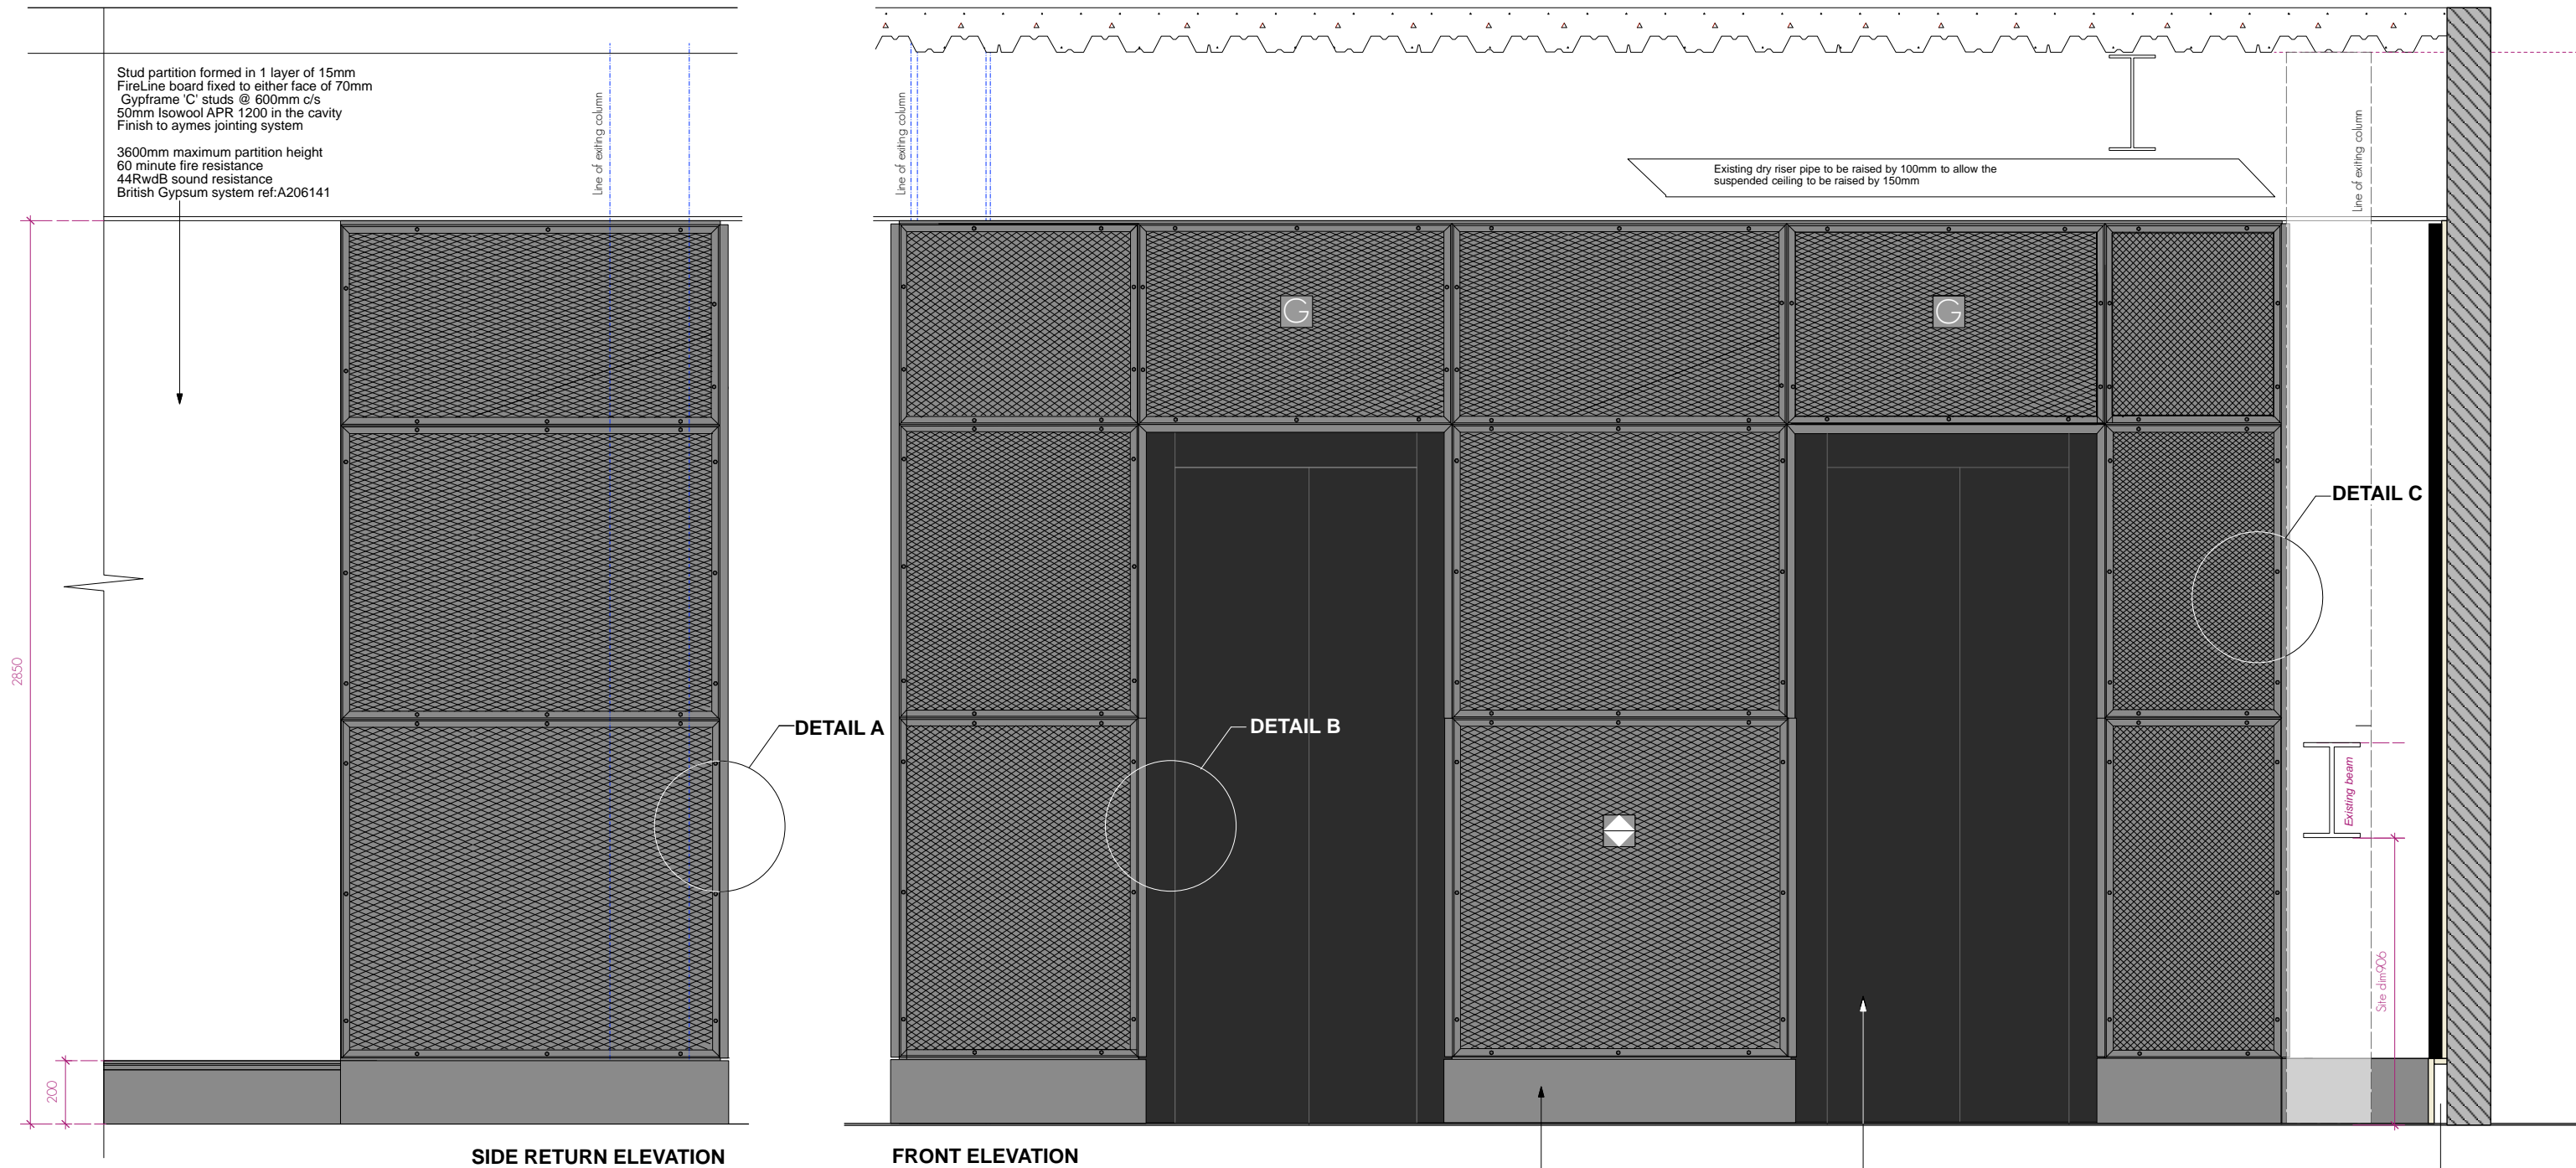 Stud partition formed in 1 layer of 15mm
FireLine board fixed to either face of 70mm
Gypframe 'C' studs @ 600mm c/s
50mm Isowool APR 1200 in the cavity
Finish to aymes jointing system
3600mm maximum partition height
60 minute fire resistance
44RwdB sound resistance
British Gypsum system ref:A206141
Line of exiting column
Line of exiting column
Existing dry riser pipe to be raised by 100mm to allow the
suspended ceiling to be raised by 150mm
Line of exiting column
G
G
DETAIL C
2850
DETAIL A
DETAIL B
Existing beam
Site dim906
200
SIDE RETURN ELEVATION
FRONT ELEVATION